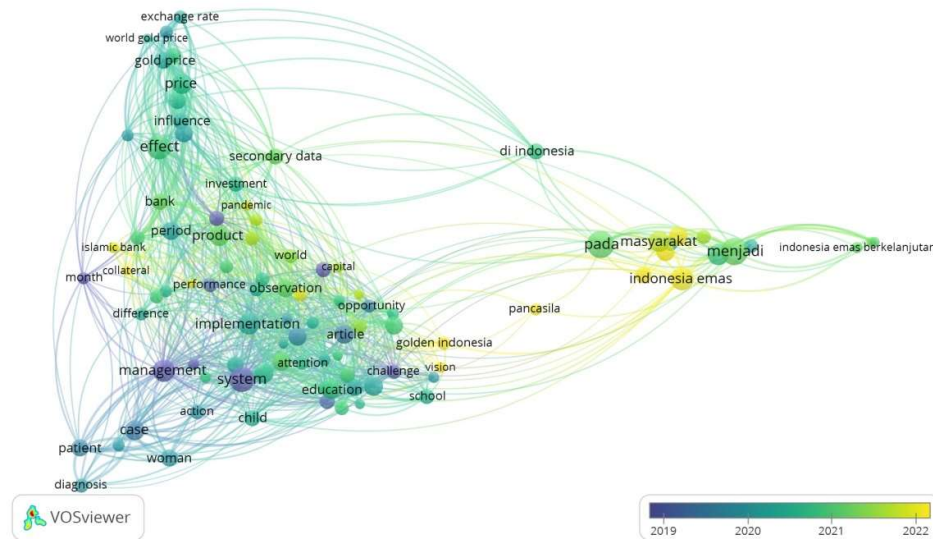 exchange rate
world gold price
gold price
price
influence
effect
secondary data
di indonesia
investment
bank
pandemic
period
product
pada
masyarakat
menjadi
indonesia emas berkelanjutan
islamic bank
world
month
collateral
capital
performance
observation
indonesia emas
difference
opportunity
pancasila
implementation
article
golden indonesia
attention
challenge
vision
management
system
education
school
action
child
case
patient
woman
diagnosis
VOSviewer
2019 2020 2021 2022